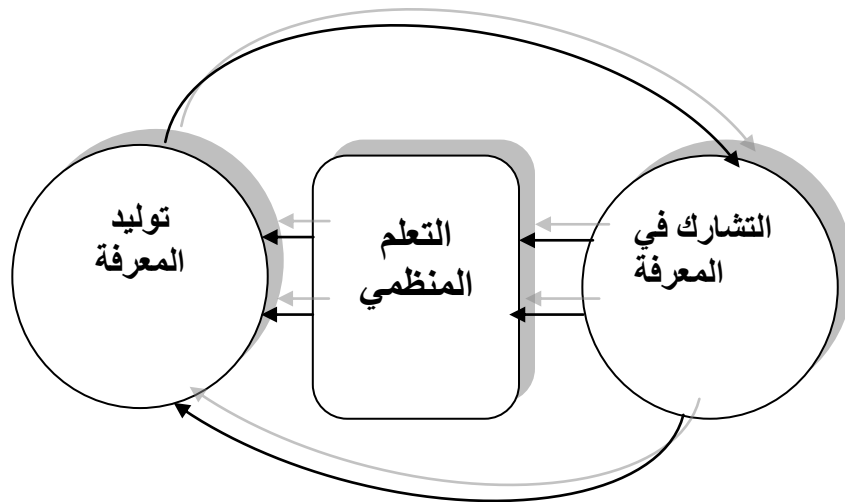 التشارك في
المعرفة
التعلم
المنظمي
توليد
المعرفة